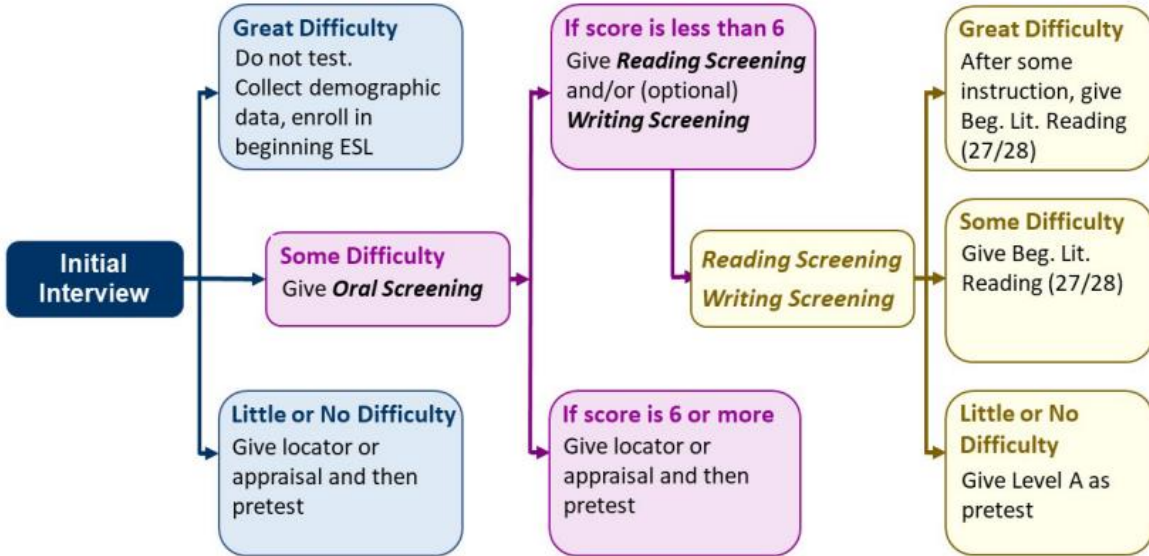 Great Difficulty
Do not test.
Collect demographic
data, enroll in
beginning ESL
If score is less than 6
Give Reading Screening
and/or (optional)
Writing Screening
Great Difficulty
After some
instruction, give
Beg. Lit. Reading
(27/28)
Initial
Interview
Some Difficulty
Give Oral Screening
Reading Screening
Writing Screening
Some Difficulty
Give Beg. Lit.
Reading (27/28)
Little or No Difficulty
Give locator or
appraisal and then
pretest
If score is 6 or more
Give locator or
appraisal and then
pretest
Little or No
Difficulty
Give Level A as
pretest